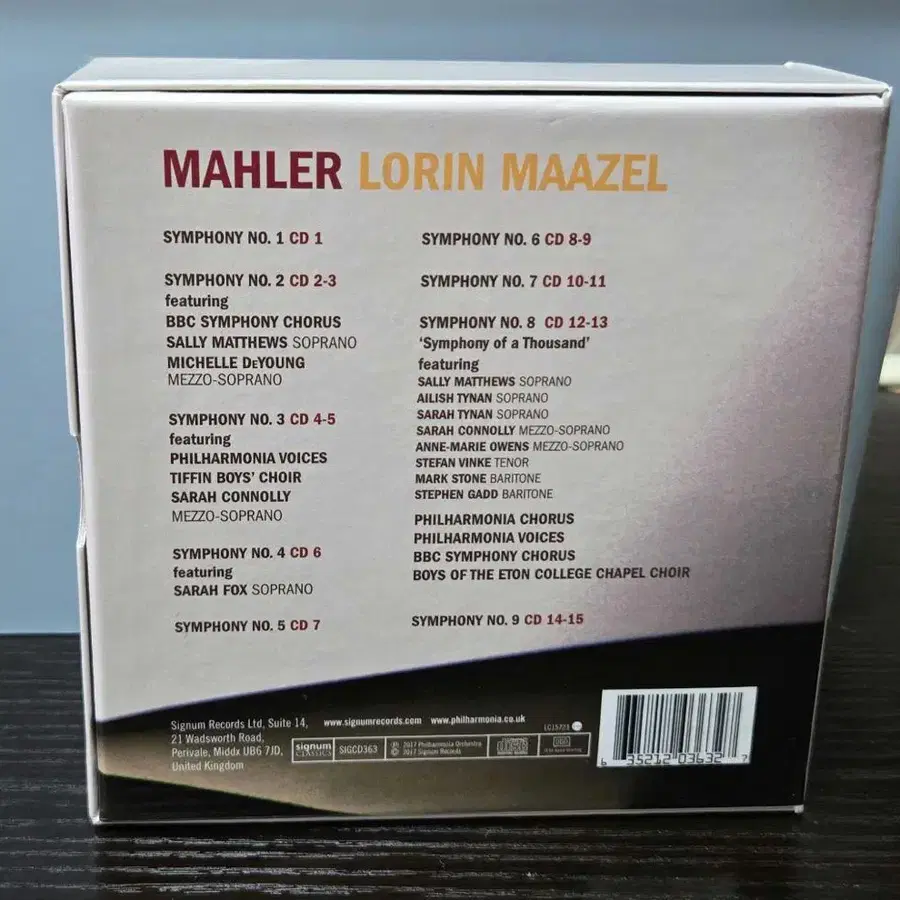 MAHLER LORIN MAAZEL
SYMPHONY NO. 1 CD 1
SYMPHONY NO. 2 CD 2-3
featuring
BBC SYMPHONY CHORUS
SALLY MATTHEWS SOPRANO
MICHELLE DEYOUNG
MEZZO-SOPRANO
SYMPHONY NO. 3 CD 4-5
featuring
PHILHARMONIA VOICES
TIFFIN BOYS' CHOIR
SARAH CONNOLLY
MEZZO-SOPRANO
SYMPHONY NO. 4 CD 6
featuring
SARAH FOX SOPRANO
SYMPHONY NO. 5 CD 7
SYMPHONY NO. 6 CD 8-9
SYMPHONY NO. 7 CD 10-11
SYMPHONY NO. 8 CD 12-13
‘Symphony of a Thousand’
featuring
SALLY MATTHEWS SOPRANO
AILISH TYNAN SOPRANO
SARAH TYNAN SOPRANO
SARAH CONNOLLY MEZZO-SOPRANO
ANNE-MARIE OWENS MEZZO-SOPRANO
STEFAN VINKE TENOR
MARK STONE BARITONE
STEPHEN GADD BARITONE
PHILHARMONIA CHORUS
PHILHARMONIA VOICES
BBC SYMPHONY CHORUS
BOYS OF THE ETON COLLEGE CHAPEL CHOIR
SYMPHONY NO. 9 CD 14-15
Signum Records Ltd, Suite 14,
21 Wadsworth Road,
Perivale, Middx UB6 7JD,
United Kingdom
www.signumrecords.com www.philharmonia.co.uk
LC15723
signum
CLASSICS
SIGCD363
℗ 2017 Philharmonia Orchestra
© 2017 Signum Records
6 35212 03632 7